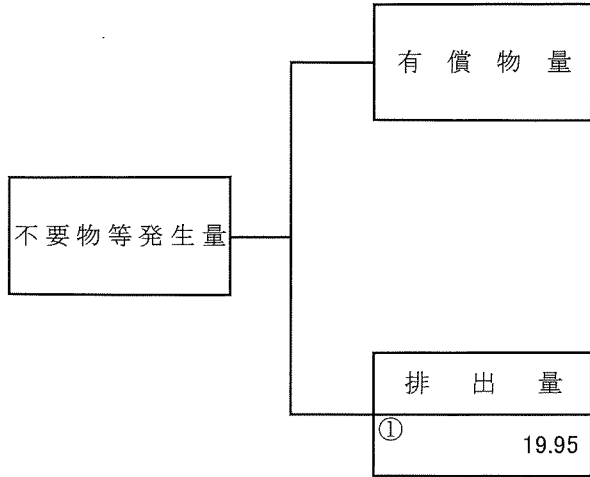 有償物量
不要物等発生量
排出量
①
19.95